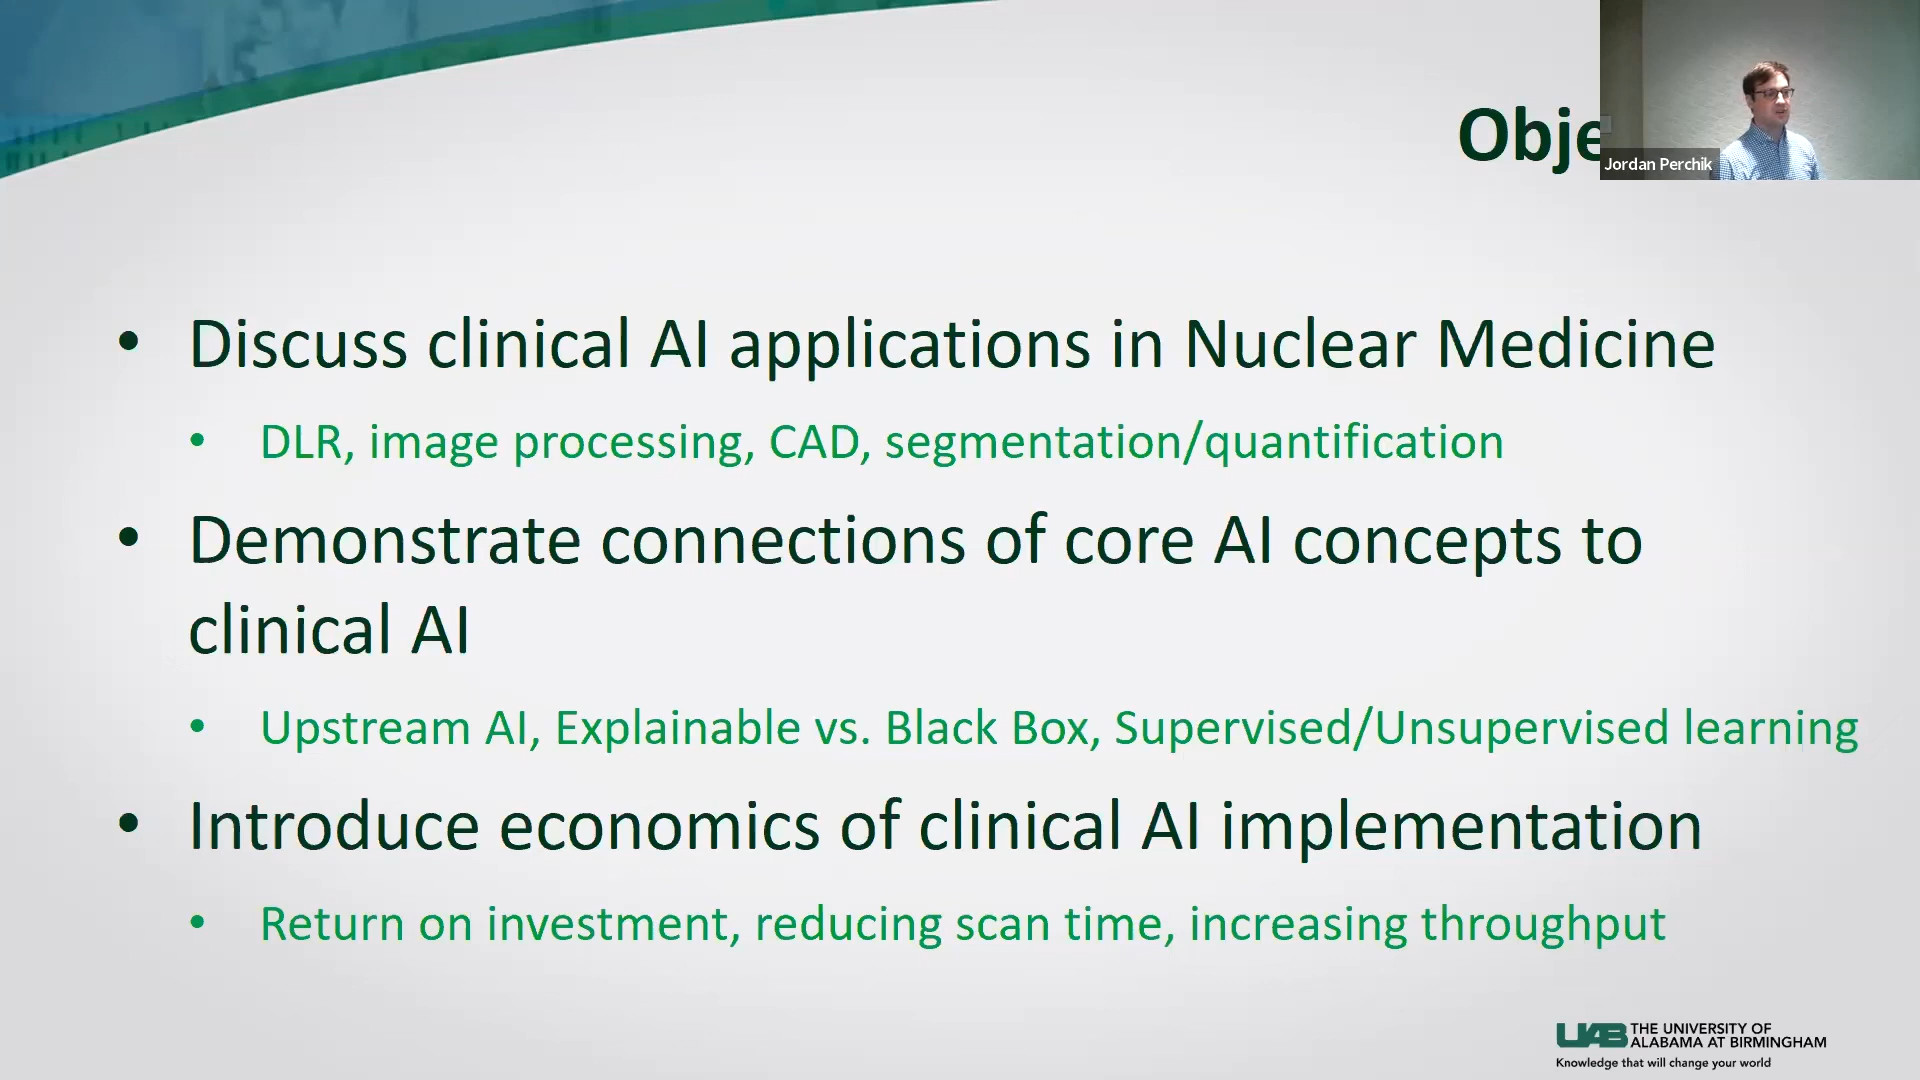 Obje
Jordan Perchik
• Discuss clinical AI applications in Nuclear Medicine
• DLR, image processing, CAD, segmentation/quantification
• Demonstrate connections of core AI concepts to
clinical AI
• Upstream AI, Explainable vs. Black Box, Supervised/Unsupervised learning
• Introduce economics of clinical AI implementation
• Return on investment, reducing scan time, increasing throughput
UAB THE UNIVERSITY OF
ALABAMA AT BIRMINGHAM
Knowledge that will change your world